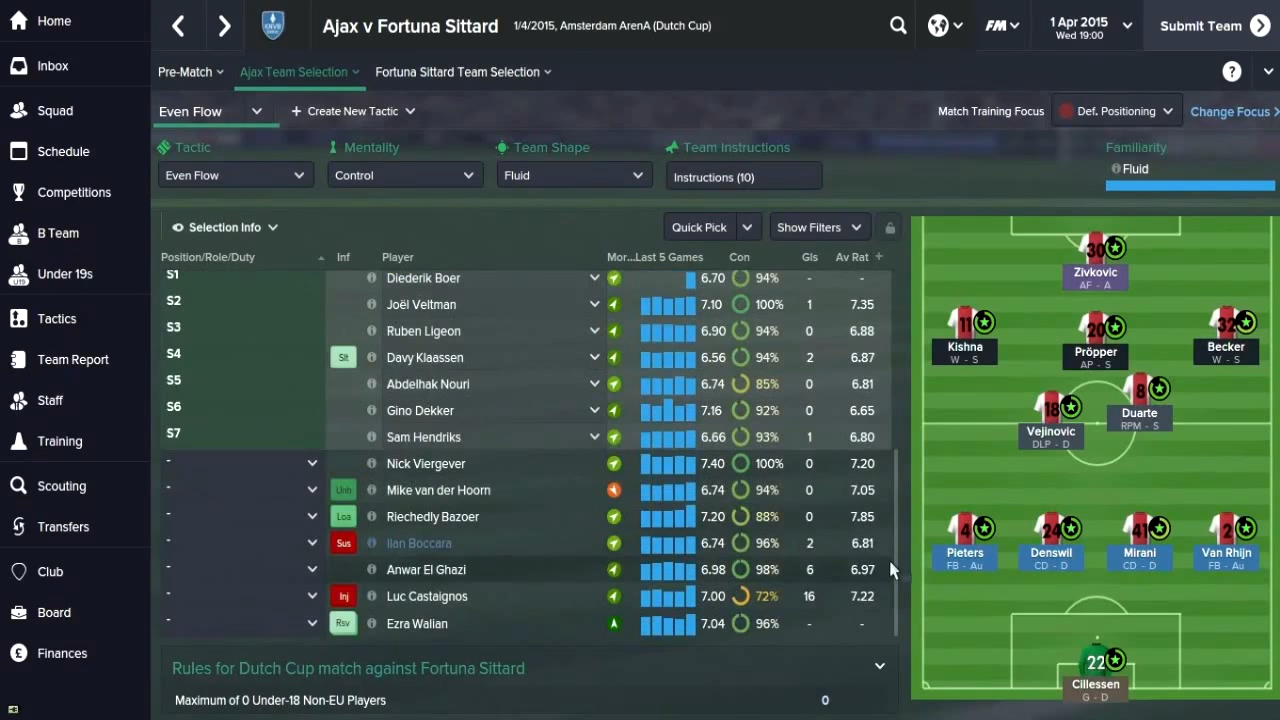 Home
Inbox
Squad
Schedule
Competitions
B Team
Under 19s
Tactics
Team Report
Staff
Training
Scouting
Transfers
Club
Board
Finances
Ajax v Fortuna Sittard
1/4/2015, Amsterdam ArenA (Dutch Cup)
FM
1 Apr 2015
Wed 19:00
Submit Team
Pre-Match
Ajax Team Selection
Fortuna Sittard Team Selection
?
Even Flow
+ Create New Tactic
Match Training Focus
Def. Positioning
Change Focus
Tactic
Mentality
Team Shape
Team Instructions
Familiarity
Even Flow
Control
Fluid
Instructions (10)
Fluid
Selection Info
Quick Pick
Show Filters
Position/Role/Duty Inf Player Mor... Last 5 Games Con Gls Av Rat
S1 Diederik Boer 6.70 94% - -
S2 Joël Veltman 7.10 100% 1 7.35
S3 Ruben Ligeon 6.90 94% 0 6.88
S4 Slt Davy Klaassen 6.56 94% 2 6.87
S5 Abdelhak Nouri 6.74 85% 0 6.81
S6 Gino Dekker 7.16 92% 0 6.65
S7 Sam Hendriks 6.66 93% 1 6.80
- Nick Viergever 7.40 100% 0 7.20
- Unh Mike van der Hoorn 6.74 94% 0 7.05
- Loa Riechedly Bazoer 7.20 88% 0 7.85
- Sus Ilan Boccara 6.74 96% 2 6.81
- Anwar El Ghazi 6.98 98% 6 6.97
- Inj Luc Castaignos 7.00 72% 16 7.22
- Rsv Ezra Walian 7.04 96% - -
Rules for Dutch Cup match against Fortuna Sittard
Maximum of 0 Under-18 Non-EU Players 0
30
Zivkovic
AF - A
11 20 32
Kishna Pröpper Becker
W - S AP - S W - S
18 8
Vejinovic Duarte
DLP - D RPM - S
4 24 41 2
Pieters Denswil Mirani Van Rhijn
FB - Au CD - D CD - D FB - Au
22
Cillessen
G - D